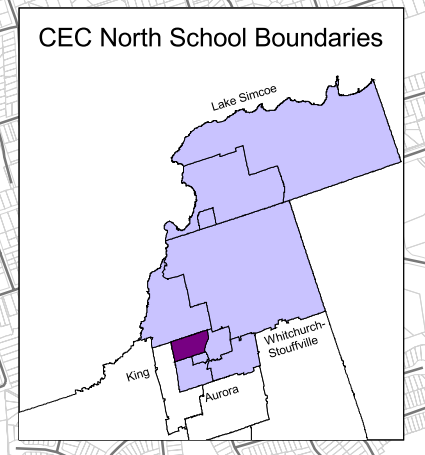 CEC North School Boundaries
Lake Simcoe
Whitchurch-
Stouffville
King
Aurora